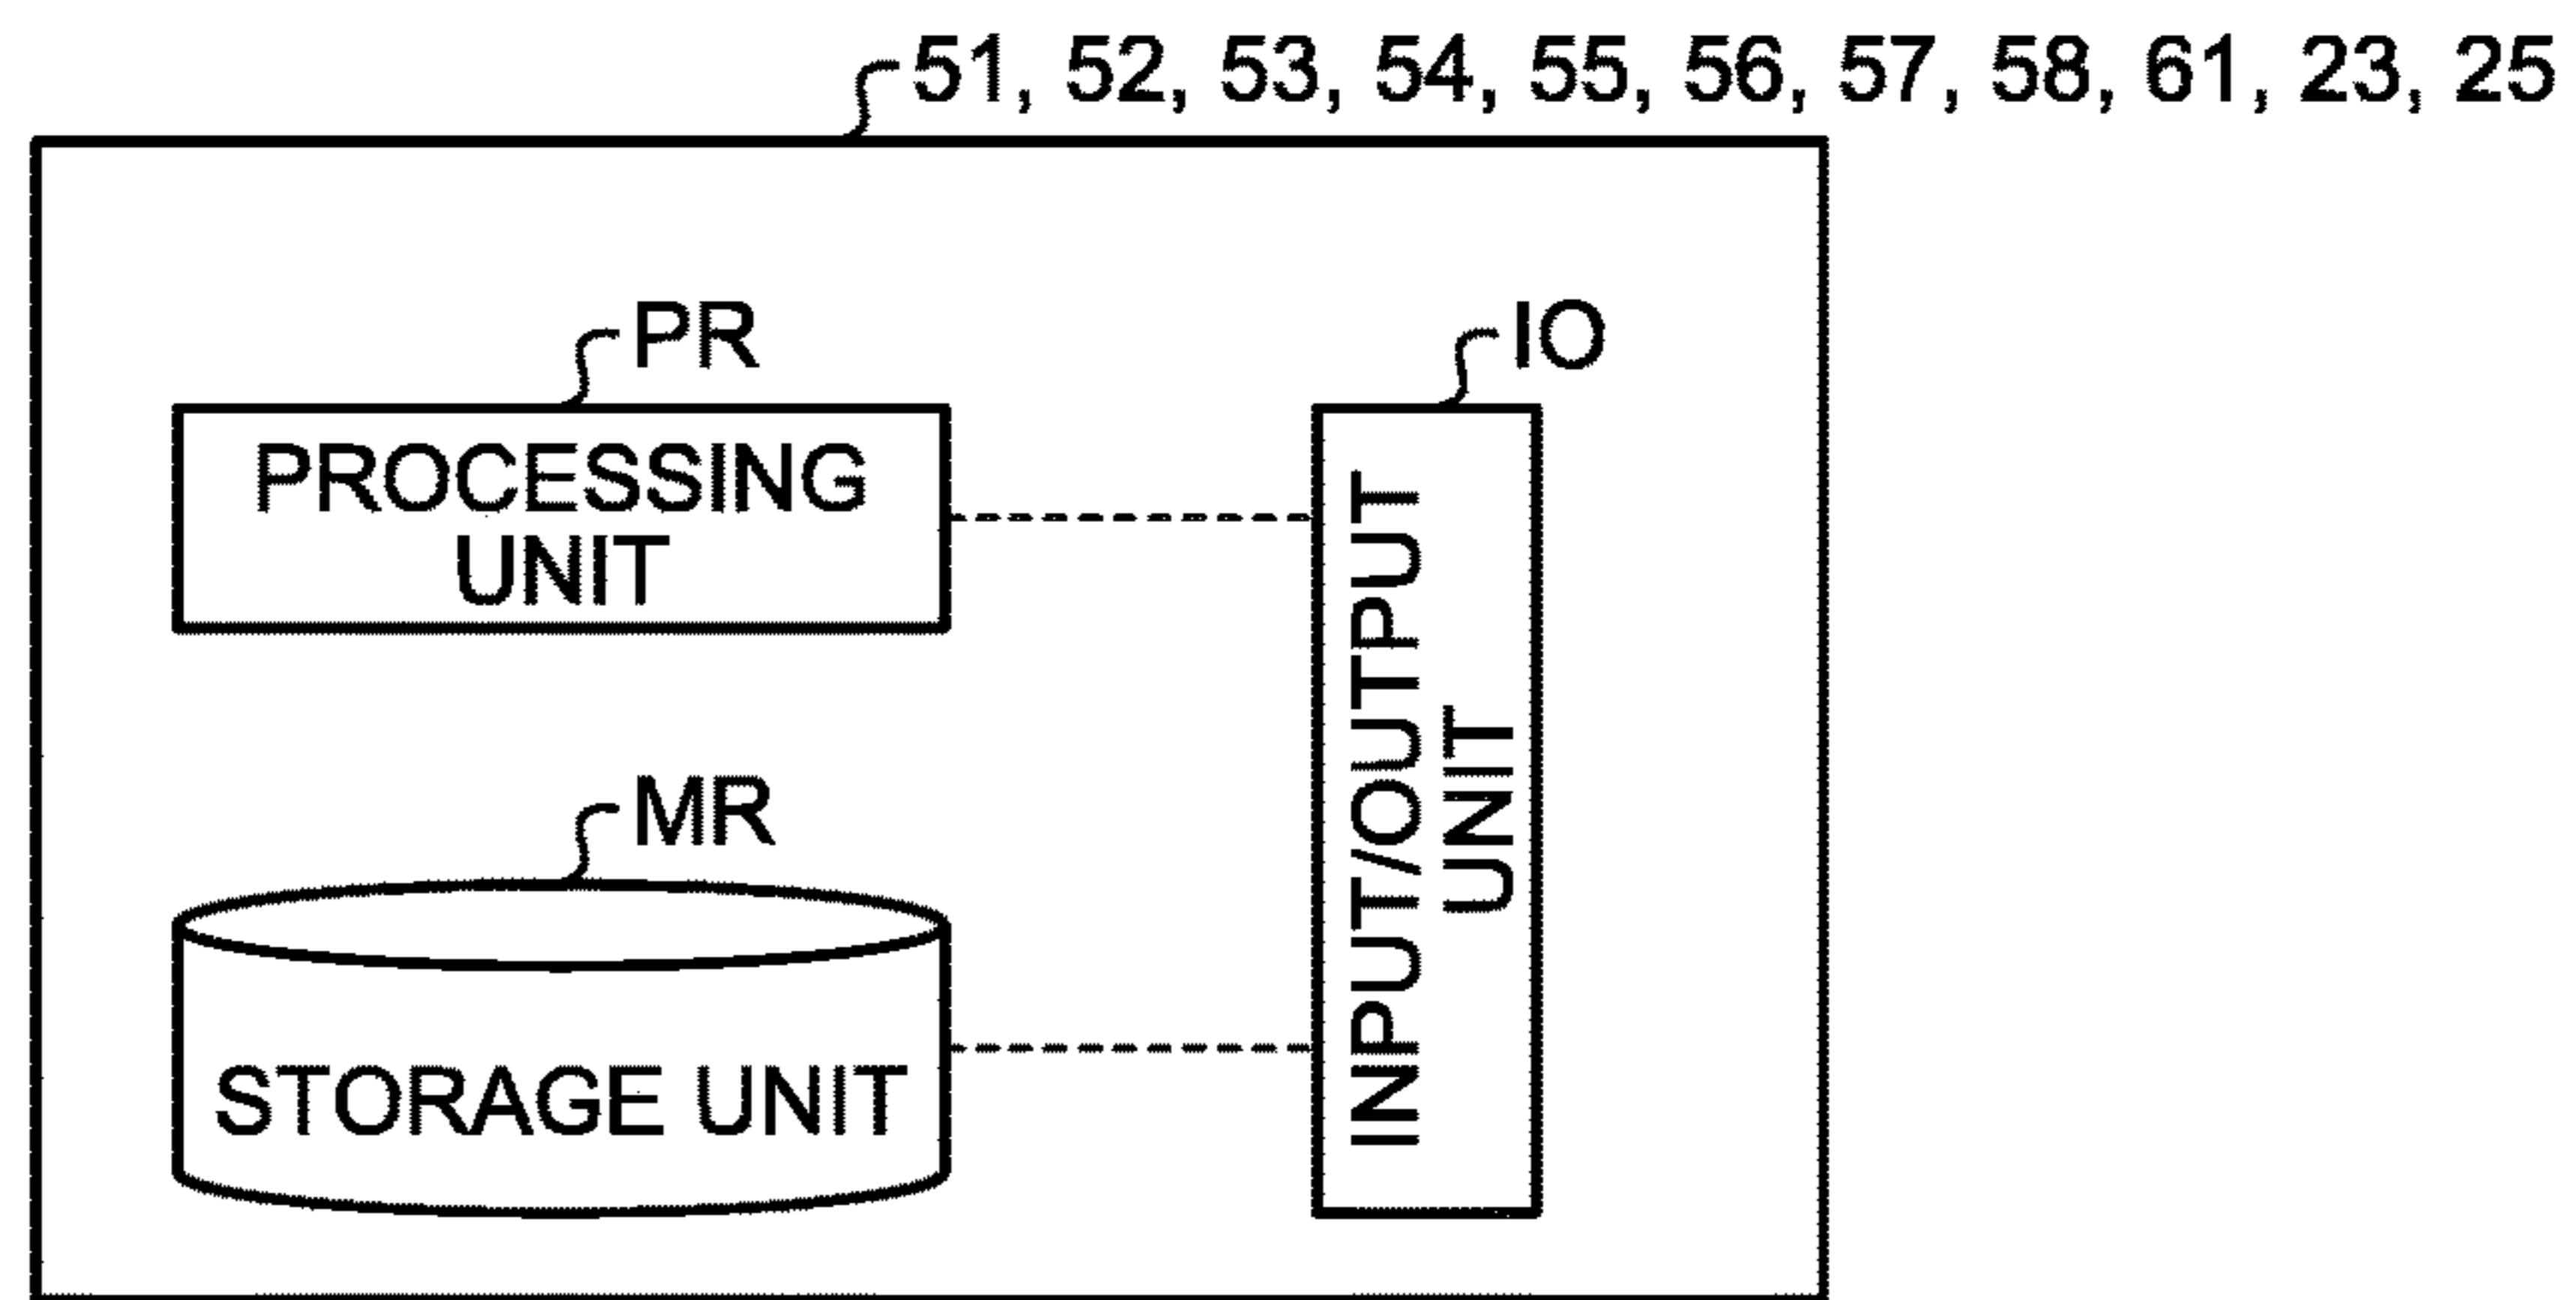 51, 52, 53, 54, 55, 56, 57, 58, 61, 23, 25
PR
PROCESSING
UNIT
IO
INPUT/OUTPUT
UNIT
MR
STORAGE UNIT